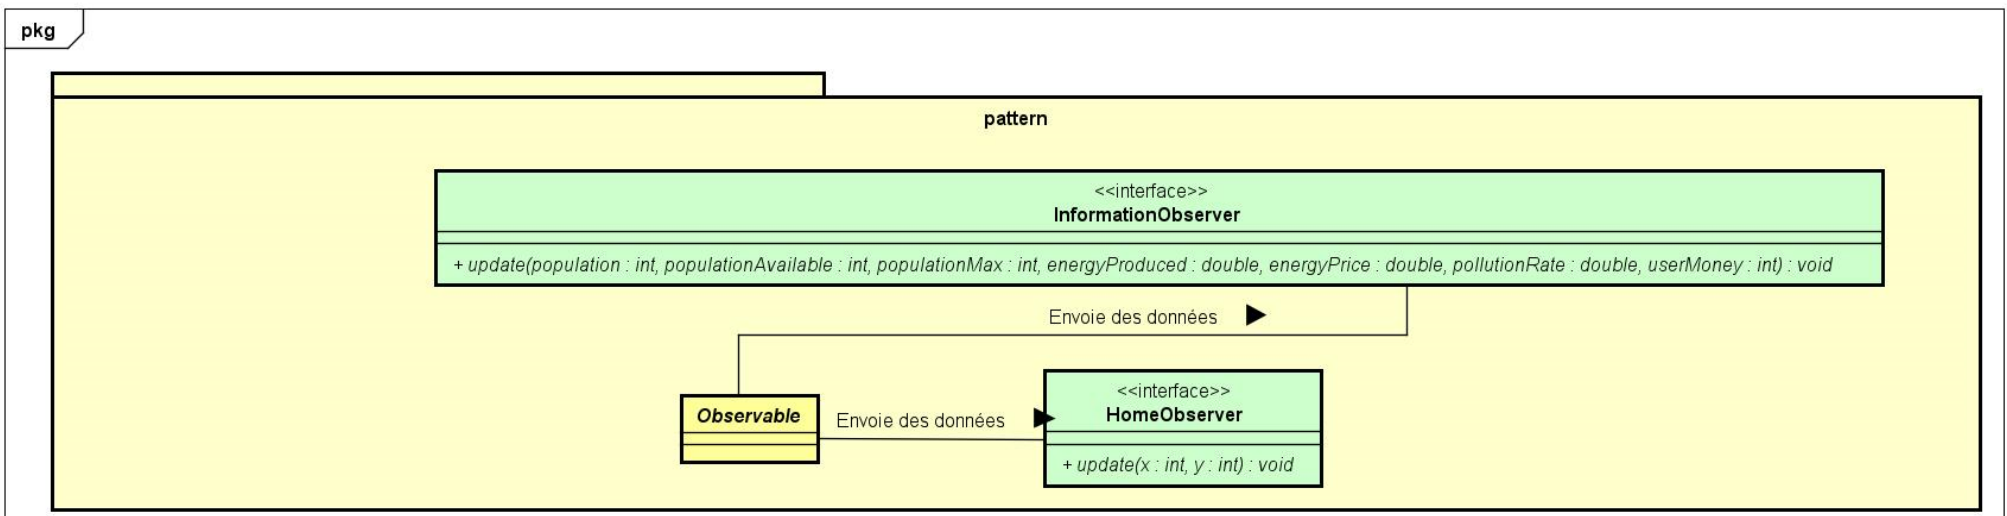 pkg
pattern
<<interface>>
InformationObserver
+ update(population : int, populationAvailable : int, populationMax : int, energyProduced : double, energyPrice : double, pollutionRate : double, userMoney : int) : void
Envoie des données
Observable
Envoie des données
<<interface>>
HomeObserver
+ update(x : int, y : int) : void